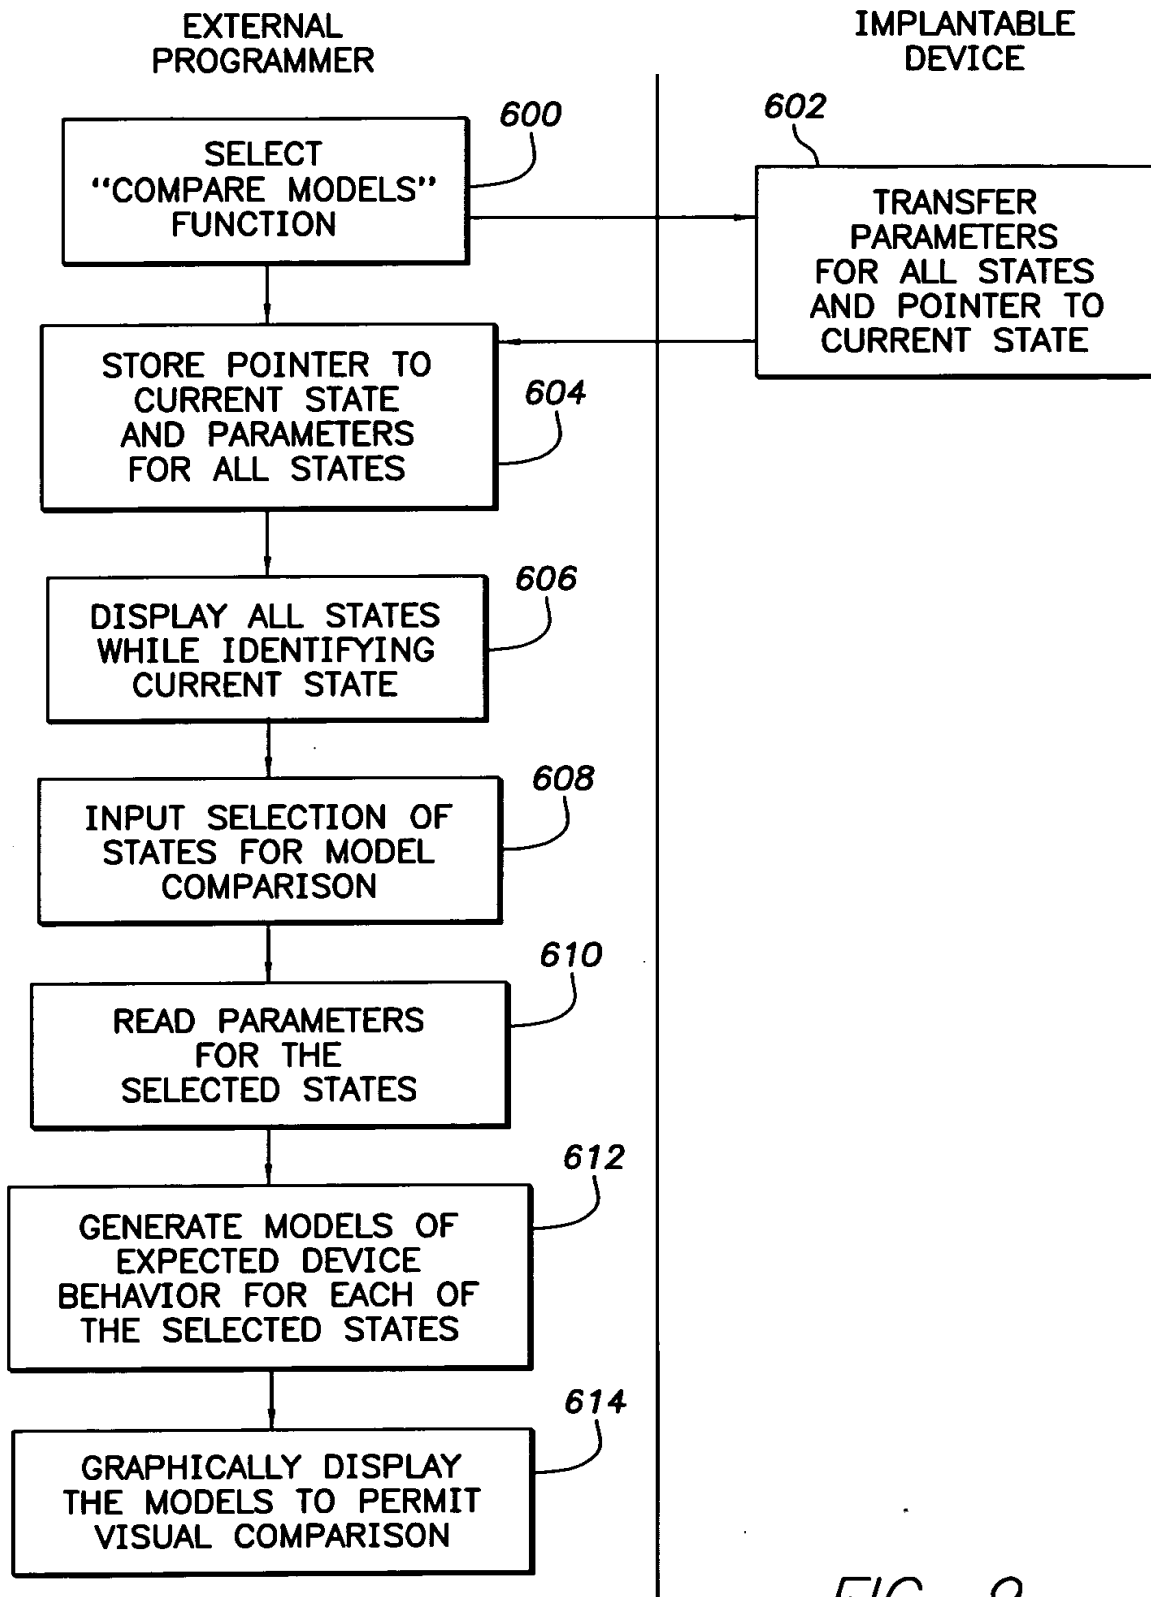 EXTERNAL
PROGRAMMER
IMPLANTABLE
DEVICE
600
SELECT
“COMPARE MODELS”
FUNCTION
602
TRANSFER
PARAMETERS
FOR ALL STATES
AND POINTER TO
CURRENT STATE
604
STORE POINTER TO
CURRENT STATE
AND PARAMETERS
FOR ALL STATES
606
DISPLAY ALL STATES
WHILE IDENTIFYING
CURRENT STATE
608
INPUT SELECTION OF
STATES FOR MODEL
COMPARISON
610
READ PARAMETERS
FOR THE
SELECTED STATES
612
GENERATE MODELS OF
EXPECTED DEVICE
BEHAVIOR FOR EACH OF
THE SELECTED STATES
614
GRAPHICALLY DISPLAY
THE MODELS TO PERMIT
VISUAL COMPARISON
FIG.